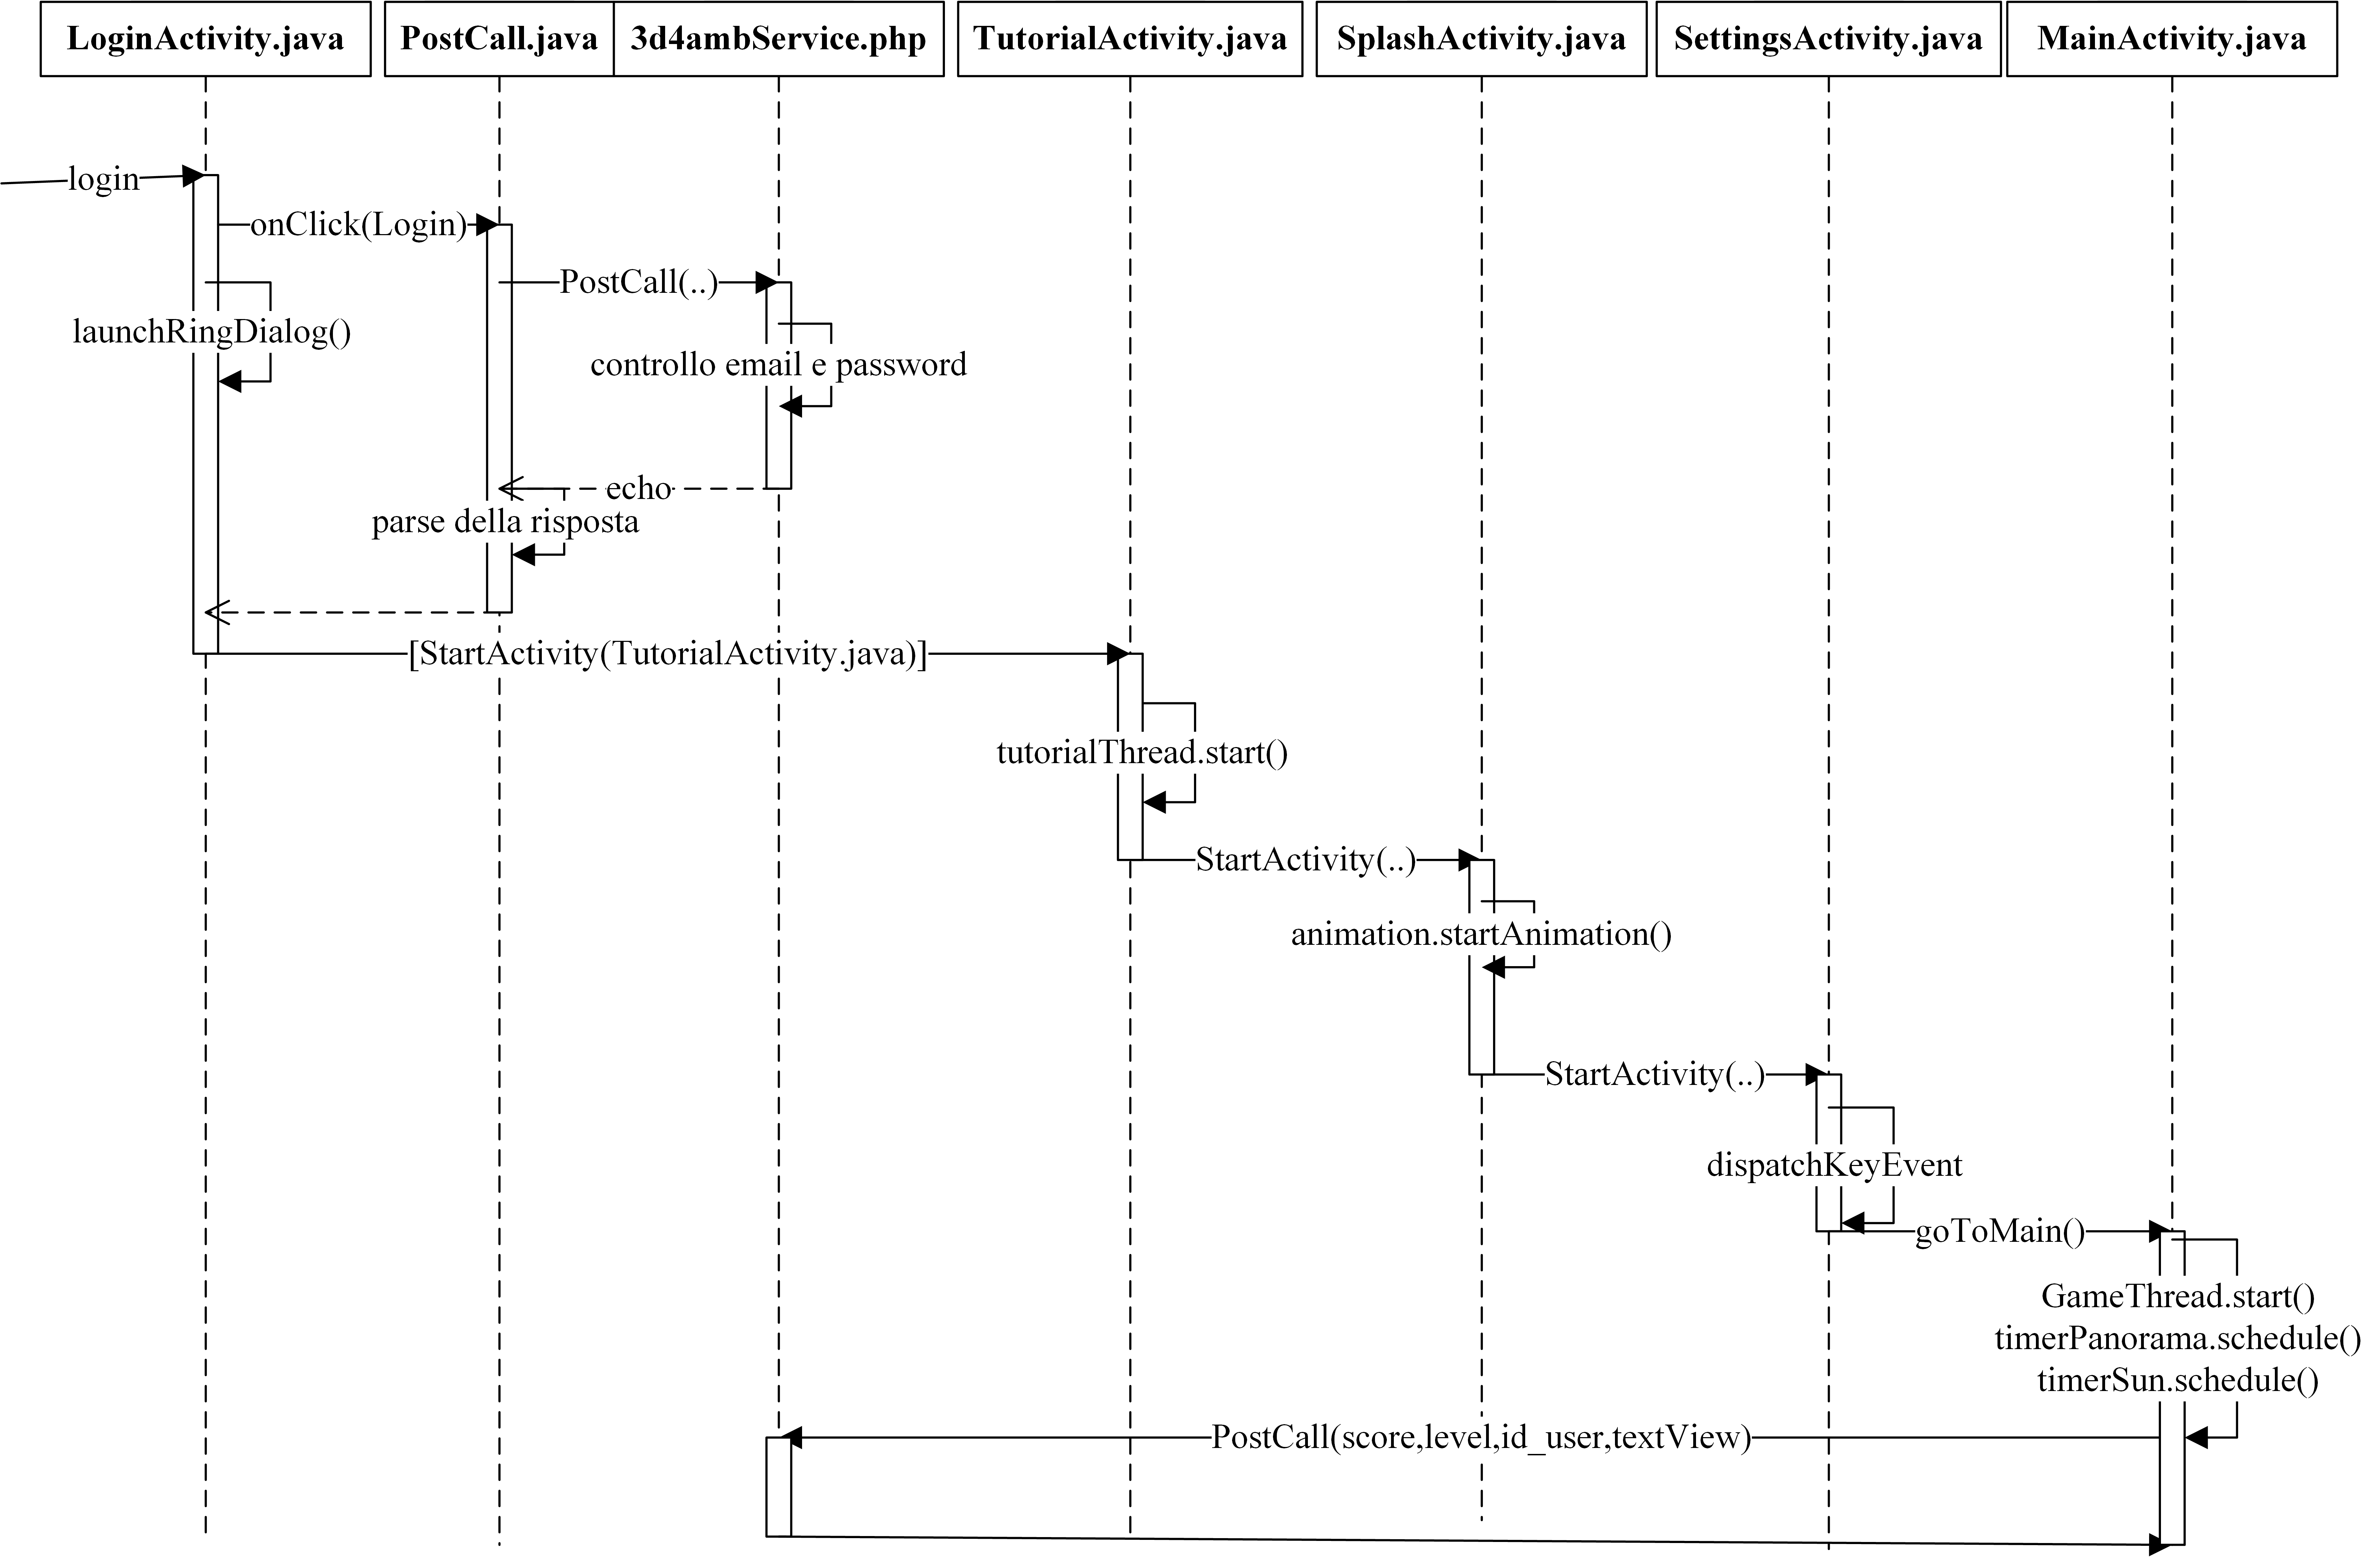 LoginActivity.java
PostCall.java
3d4ambService.php
TutorialActivity.java
SplashActivity.java
SettingsActivity.java
MainActivity.java
login
onClick(Login)
PostCall(..)
launchRingDialog()
controllo email e password
echo
parse della risposta
[StartActivity(TutorialActivity.java)]
tutorialThread.start()
StartActivity(..)
animation.startAnimation()
StartActivity(..)
dispatchKeyEvent
goToMain()
GameThread.start()
timerPanorama.schedule()
timerSun.schedule()
PostCall(score,level,id_user,textView)